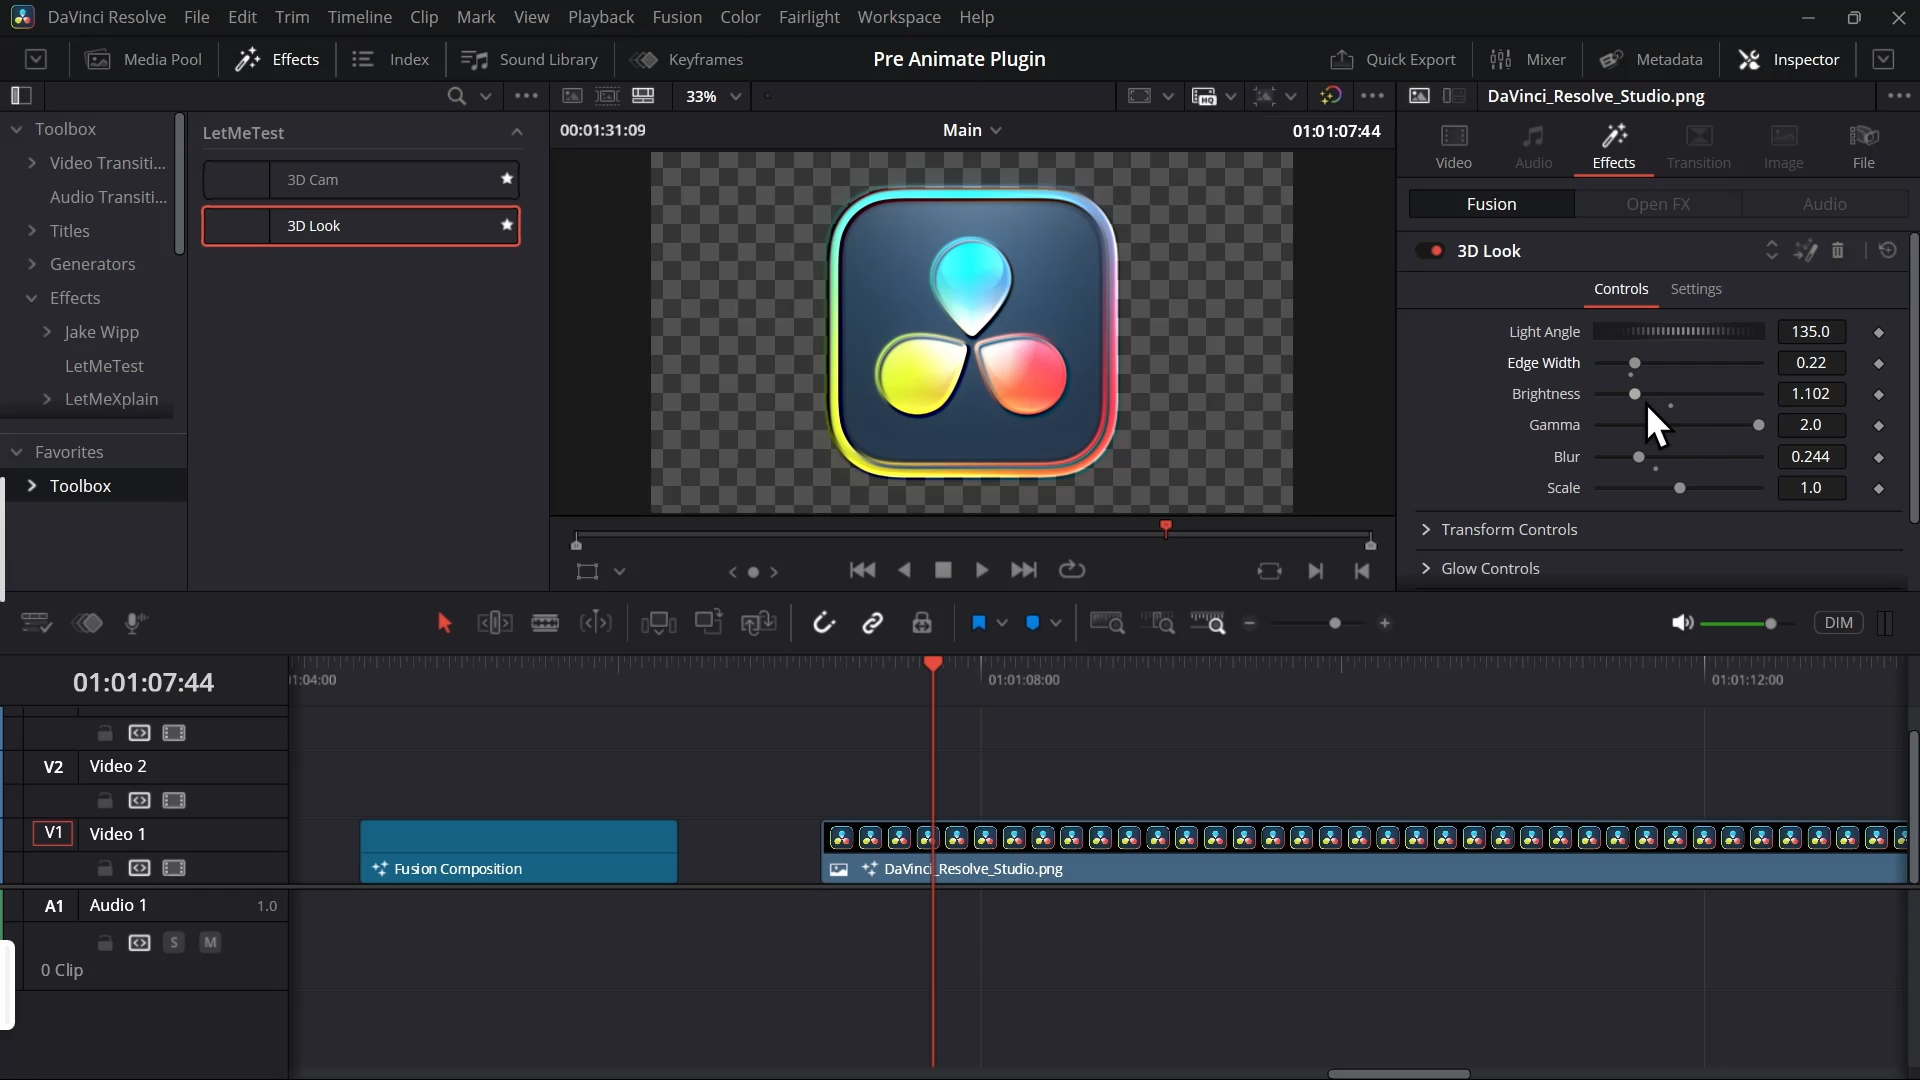 DaVinci Resolve File Edit Trim Timeline Clip Mark View Playback Fusion Color Fairlight Workspace Help
Media Pool Effects Index Sound Library Keyframes Pre Animate Plugin Quick Export Mixer Metadata Inspector
33% DaVinci_Resolve_Studio.png
00:01:31:09 Main 01:01:07:44
Toolbox
Video Transiti...
Audio Transiti...
Titles
Generators
Effects
Jake Wipp
LetMeTest
LetMeXplain
Favorites
Toolbox
LetMeTest
3D Cam
3D Look
Video Audio Effects Transition Image File
Fusion Open FX Audio
3D Look
Controls Settings
Light Angle 135.0
Edge Width 0.22
Brightness 1.102
Gamma 2.0
Blur 0.244
Scale 1.0
Transform Controls
Glow Controls
DIM
01:01:07:44
1:04:00 01:01:08:00 01:01:12:00
V2 Video 2
V1 Video 1
Fusion Composition
DaVinci_Resolve_Studio.png
A1 Audio 1 1.0
S M
0 Clip